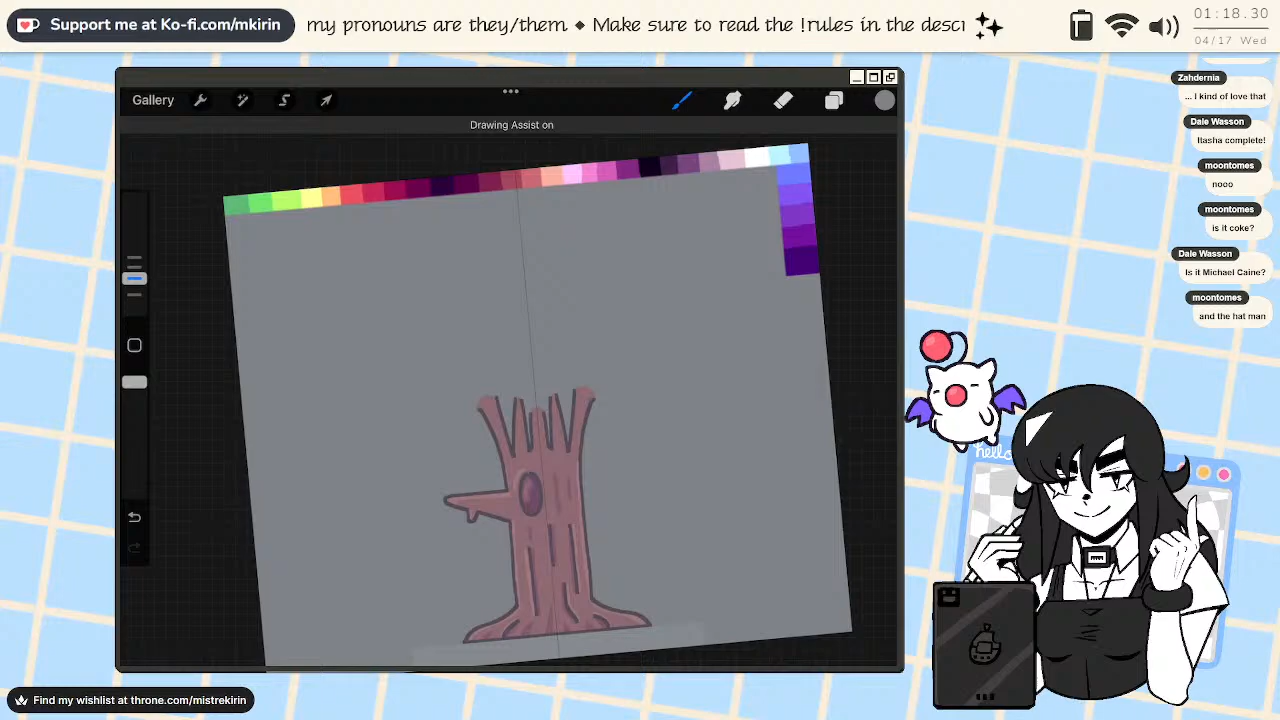 Support me at Ko-fi.com/mkirin
my pronouns are they/them ◆ Make sure to read the !rules in the desci
01:18.30
04/17 Wed
Gallery
Drawing Assist on
Zahdernia
... I kind of love that
Dale Wasson
!tasha complete!
moontomes
nooo
moontomes
is it coke?
Dale Wasson
Is it Michael Caine?
moontomes
and the hat man
hello
Find my wishlist at throne.com/mistrekirin